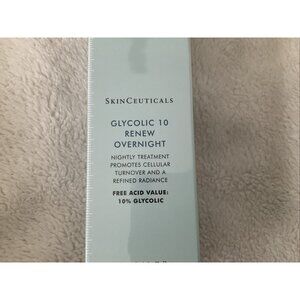 SKINCEUTICALS
GLYCOLIC 10
RENEW
OVERNIGHT
NIGHTLY TREATMENT
PROMOTES CELLULAR
TURNOVER AND A
REFINED RADIANCE
FREE ACID VALUE:
10% GLYCOLIC